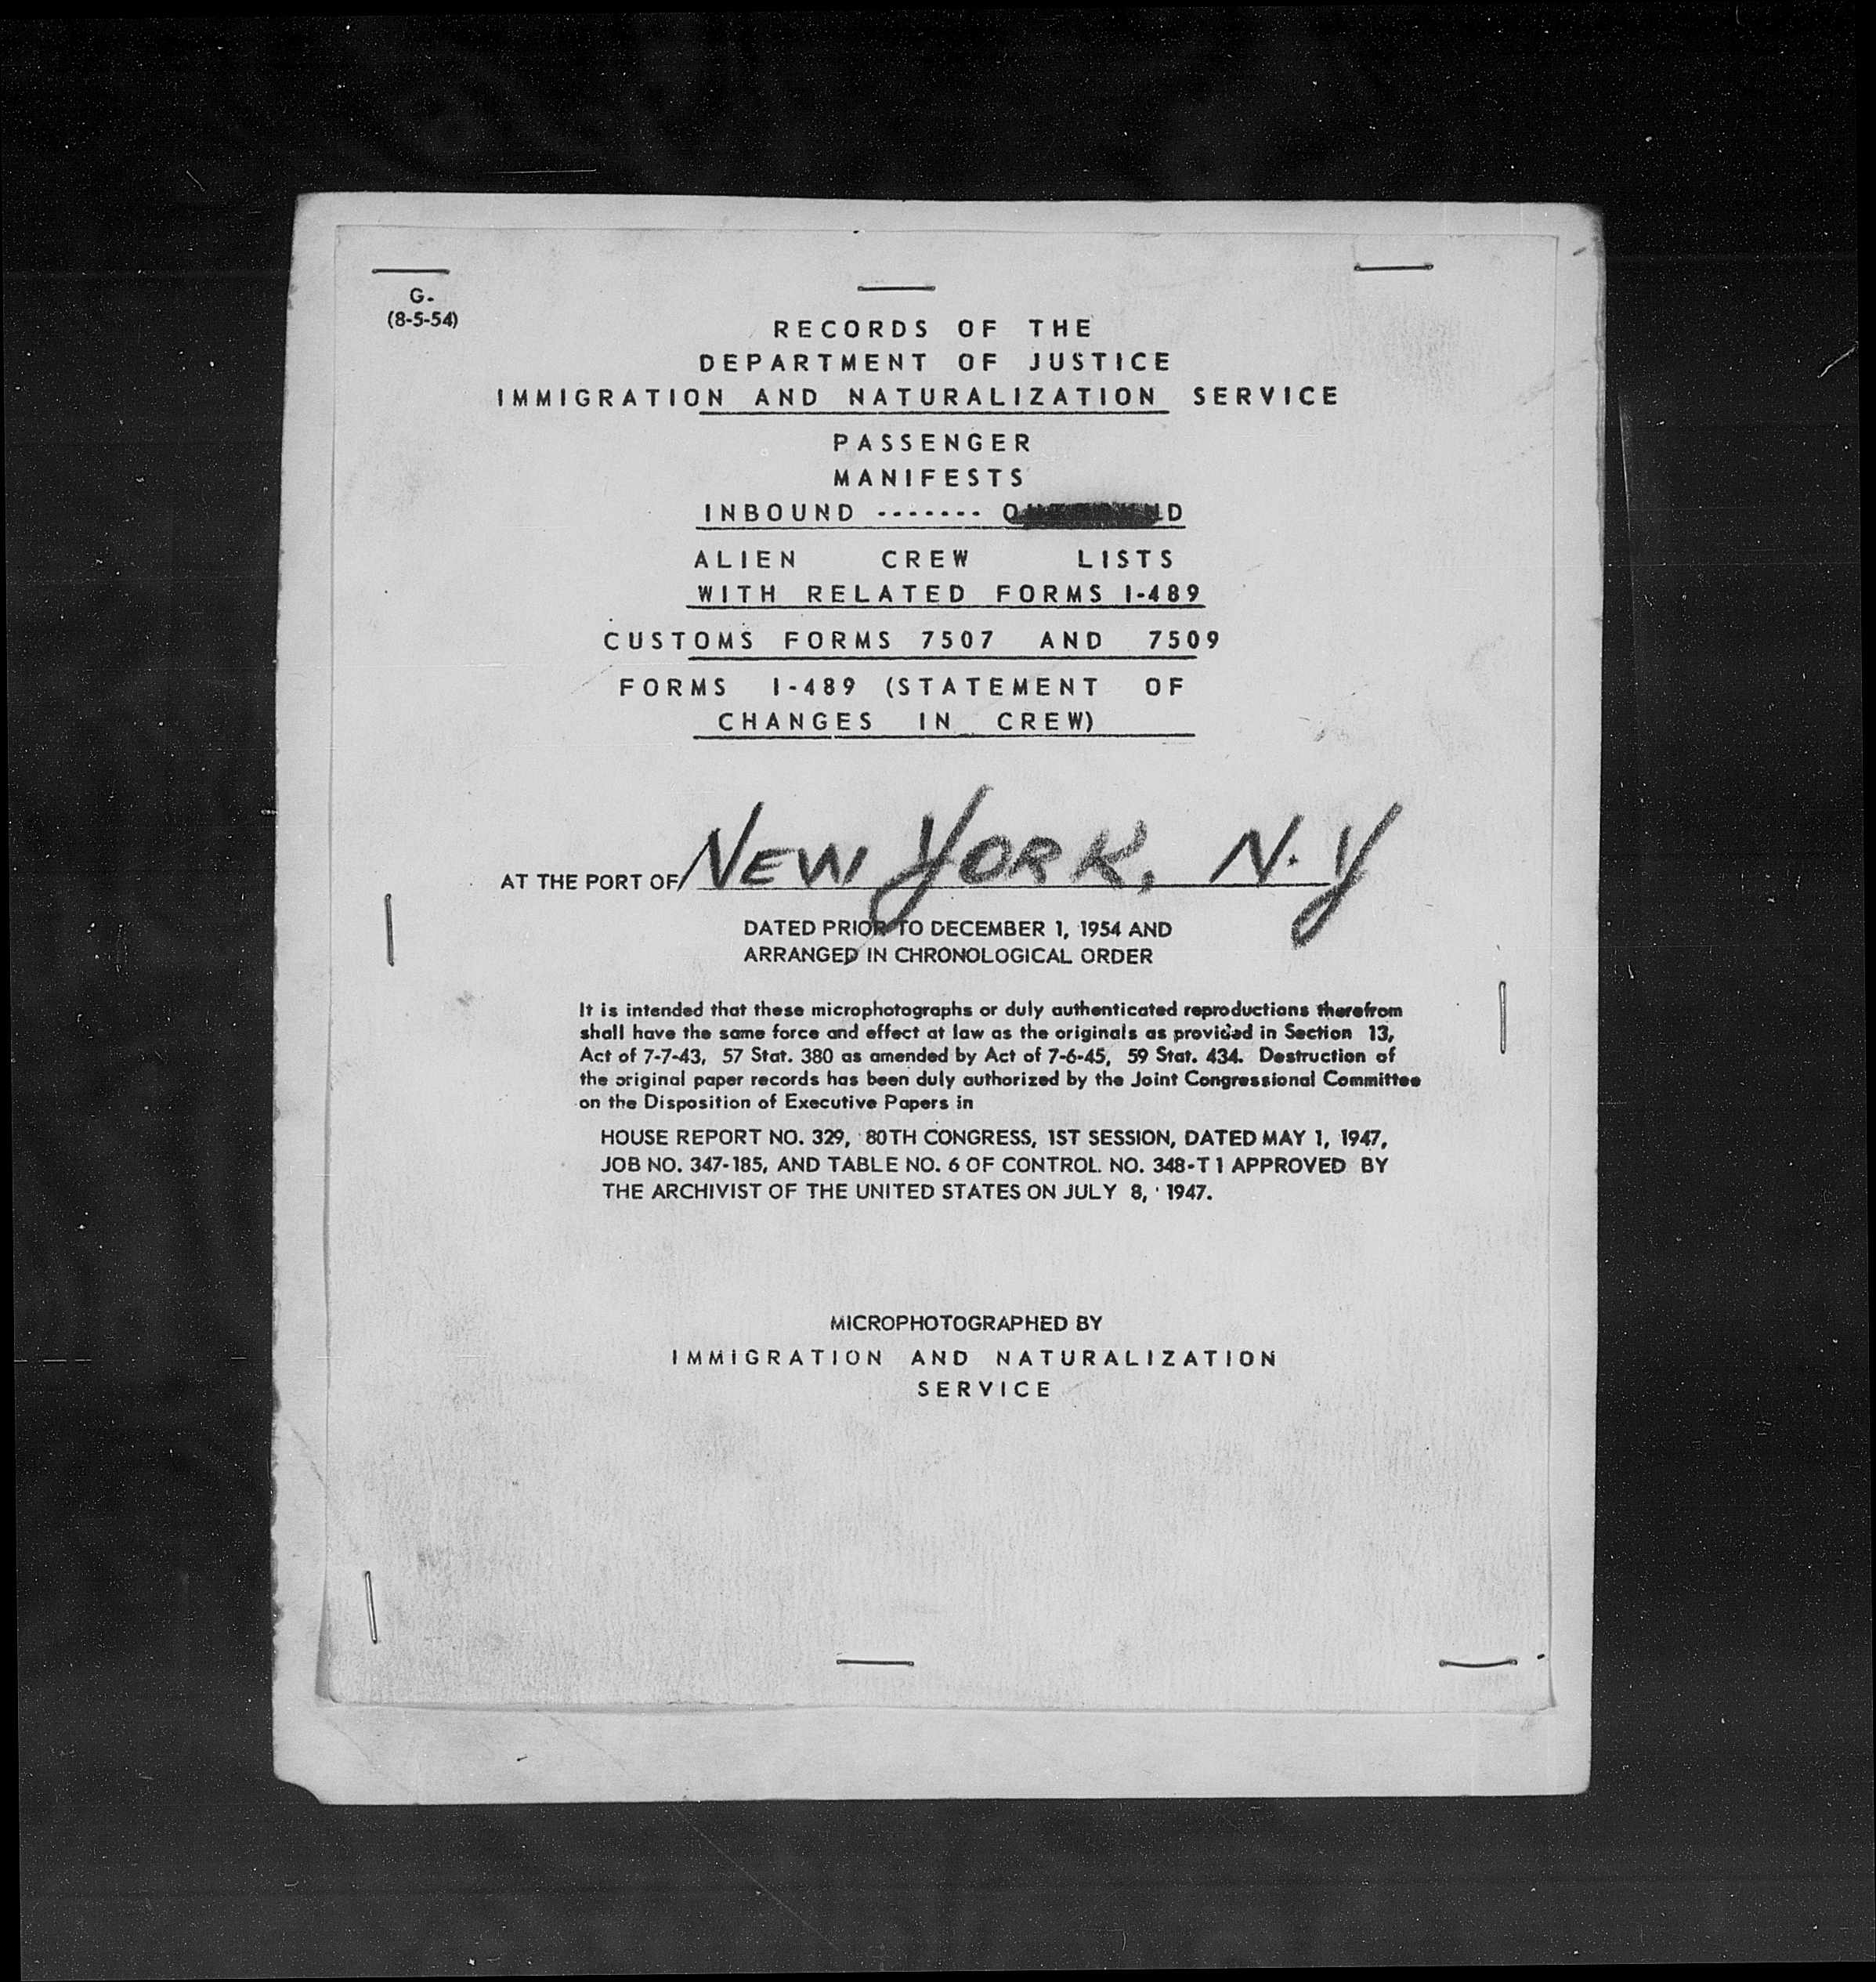 G.
(8-5-54)
RECORDS OF THE
DEPARTMENT OF JUSTICE
IMMIGRATION AND NATURALIZATION SERVICE
PASSENGER
MANIFESTS
INBOUND -------
ALIEN CREW LISTS
WITH RELATED FORMS I-489
CUSTOMS FORMS 7507 AND 7509
FORMS I-489 (STATEMENT OF
CHANGES IN CREW)
AT THE PORT OF NEW YORK, N.Y
DATED PRIOR TO DECEMBER 1, 1954 AND
ARRANGED IN CHRONOLOGICAL ORDER
It is intended that these microphotographs or duly authenticated reproductions therefrom
shall have the same force and effect at law as the originals as provided in Section 13,
Act of 7-7-43, 57 Stat. 380 as amended by Act of 7-6-45, 59 Stat. 434. Destruction of
the original paper records has been duly authorized by the Joint Congressional Committee
on the Disposition of Executive Papers in
HOUSE REPORT NO. 329, 80TH CONGRESS, 1ST SESSION, DATED MAY 1, 1947,
JOB NO. 347-185, AND TABLE NO. 6 OF CONTROL NO. 348-T1 APPROVED BY
THE ARCHIVIST OF THE UNITED STATES ON JULY 8, 1947.
MICROPHOTOGRAPHED BY
IMMIGRATION AND NATURALIZATION
SERVICE